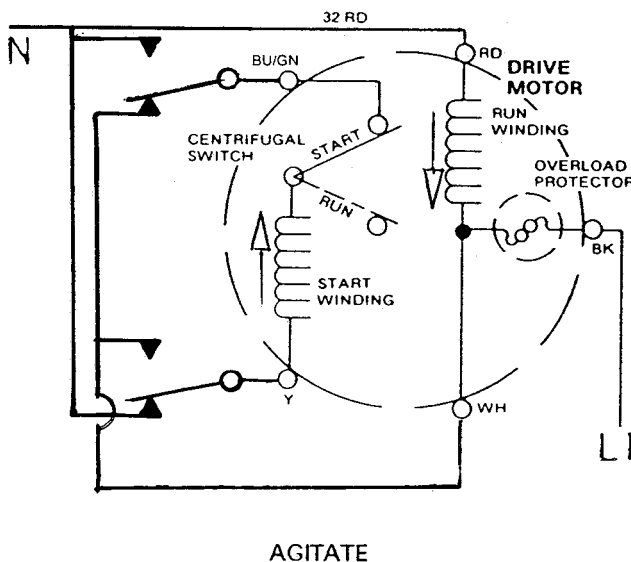 32 RD
N
BU/GN
RD
DRIVE
MOTOR
RUN
WINDING
CENTRIFUGAL
SWITCH
START
OVERLOAD
PROTECTOR
RUN
BK
START
WINDING
Y
WH
L1
AGITATE